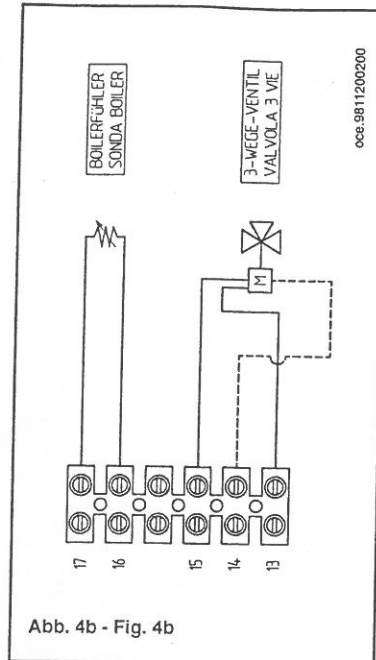 BOILERFÜHLER
SONDA BOILER
3-WEGE-VENTIL
VALVOLA 3 VIE
oce.9811200200
M
17
16
15
14
13
Abb. 4b - Fig. 4b